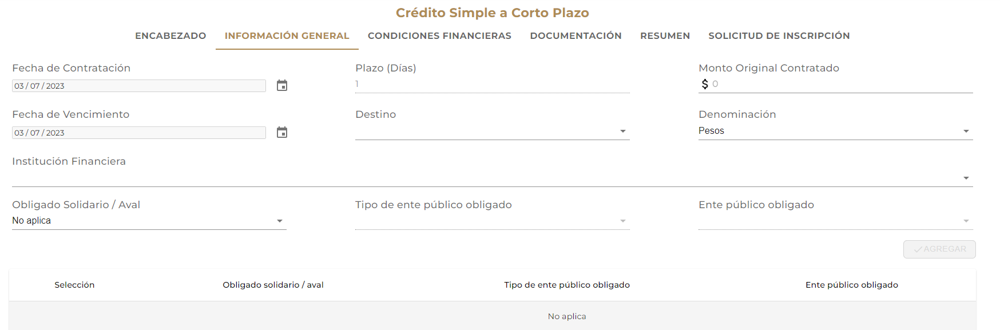 Crédito Simple a Corto Plazo
ENCABEZADO INFORMACIÓN GENERAL CONDICIONES FINANCIERAS DOCUMENTACIÓN RESUMEN SOLICITUD DE INSCRIPCIÓN
Fecha de Contratación Plazo (Días) Monto Original Contratado
03 / 07 / 2023 1 $ 0
Fecha de Vencimiento Destino Denominación
03 / 07 / 2023 Pesos
Institución Financiera
Obligado Solidario / Aval Tipo de ente público obligado Ente público obligado
No aplica
AGREGAR
Selección Obligado solidario / aval Tipo de ente público obligado Ente público obligado
No aplica